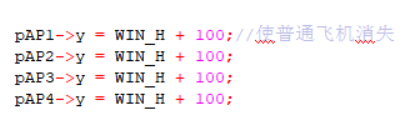 pAP1->y = WIN_H + 100;//使普通飞机消失
pAP2->y = WIN_H + 100;
pAP3->y = WIN_H + 100;
pAP4->y = WIN_H + 100;